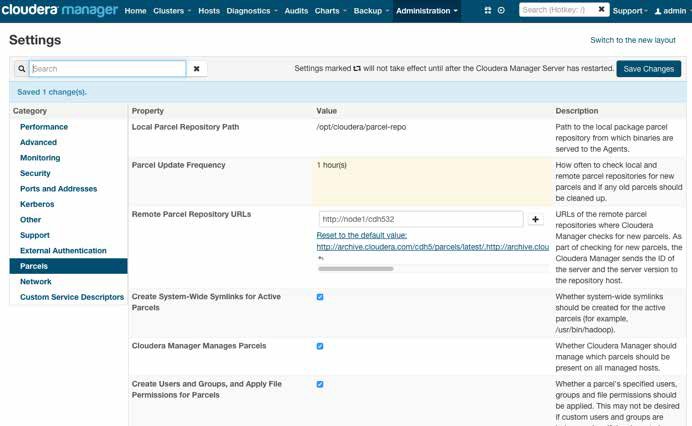 cloudera manager Home Clusters Hosts Diagnostics Audits Charts Backup Administration Search (Hotkey: /) Support admin
Settings
Switch to the new layout
Search
Settings marked will not take effect until after the Cloudera Manager Server has restarted. Save Changes
Saved 1 change(s).
Category
Performance
Advanced
Monitoring
Security
Ports and Addresses
Kerberos
Other
Support
External Authentication
Parcels
Network
Custom Service Descriptors
Property Value Description
Local Parcel Repository Path
/opt/cloudera/parcel-repo
Path to the local package parcel
repository from which binaries are
served to the Agents.
Parcel Update Frequency
1 hour(s)
How often to check local and
remote parcel repositories for
new parcels and if any old parcels
should be cleaned up.
Remote Parcel Repository URLs
http://node1/cdh532
Reset to the default value:
http://archive.cloudera.com/cdh5/parcels/latest/,http://archive.clou
URLs of the remote parcel
repositories where Cloudera
Manager checks for new parcels. As
part of checking for new parcels, the
Cloudera Manager sends the ID of
the server and the server version to
the repository host.
Create System-Wide Symlinks for Active
Parcels
Whether system-wide symlinks
should be created for the active
parcels (for example,
/usr/bin/hadoop).
Cloudera Manager Manages Parcels
Whether Cloudera Manager should
manage which parcels should be
present on all managed hosts.
Create Users and Groups, and Apply File
Permissions for Parcels
Whether a parcel's specified users,
groups and file permissions should
be applied. This may not be desired
if custom users and groups are